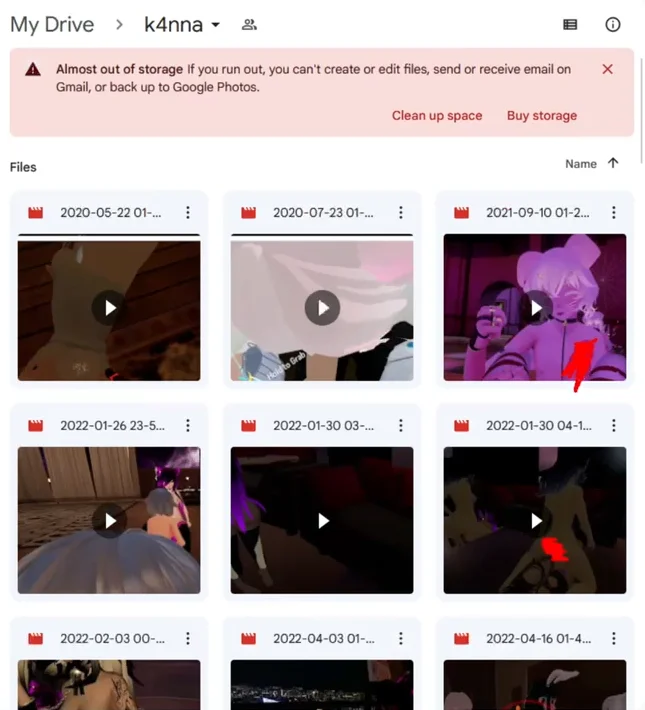 My Drive > k4nna
Almost out of storage If you run out, you can't create or edit files, send or receive email on
Gmail, or back up to Google Photos.
Clean up space Buy storage
Files
Name
2020-05-22 01-...
2020-07-23 01-...
2021-09-10 01-2...
Hold to Grab
2022-01-26 23-5...
2022-01-30 03-...
2022-01-30 04-1...
2022-02-03 00-...
2022-04-03 01-...
2022-04-16 01-4...